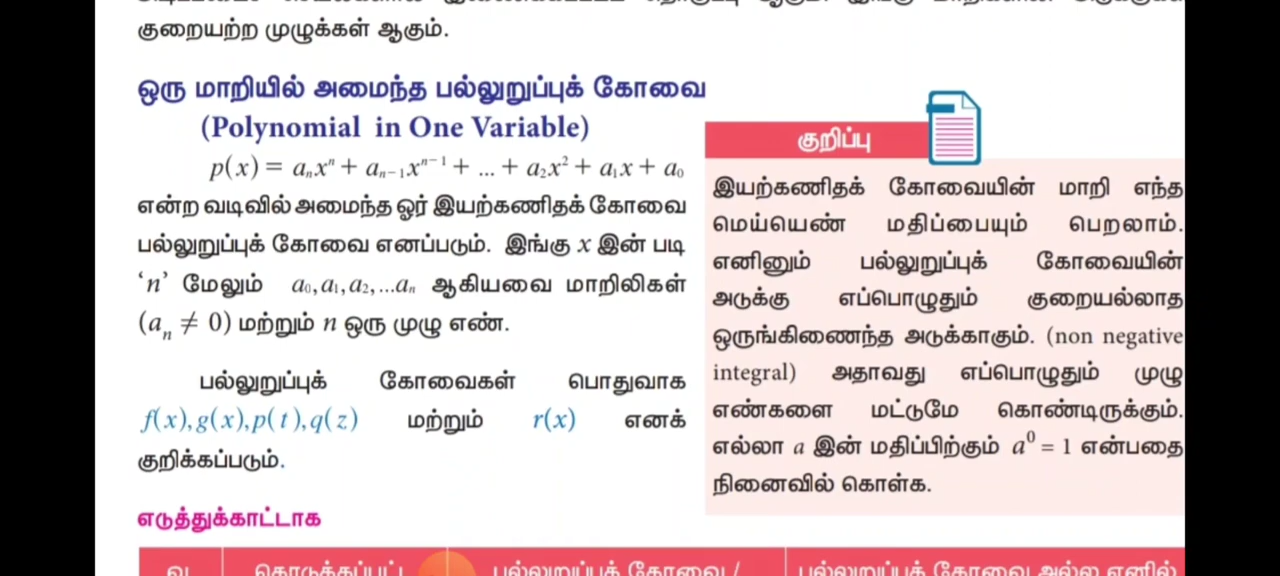 குறையற்ற முழுக்கள் ஆகும்.
ஒரு மாறியில் அமைந்த பல்லுறுப்புக் கோவை
(Polynomial in One Variable)
p(x) = aₙxⁿ + aₙ₋₁xⁿ⁻¹ + ... + a₂x² + a₁x + a₀
என்ற வடிவில் அமைந்த ஓர் இயற்கணிதக் கோவை
பல்லுறுப்புக் கோவை எனப்படும். இங்கு x இன் படி
‘n’ மேலும் a₀, a₁, a₂, ...aₙ ஆகியவை மாறிலிகள்
(aₙ ≠ 0) மற்றும் n ஒரு முழு எண்.
பல்லுறுப்புக் கோவைகள் பொதுவாக
f(x), g(x), p(t), q(z) மற்றும் r(x) எனக்
குறிக்கப்படும்.
குறிப்பு
இயற்கணிதக் கோவையின் மாறி எந்த
மெய்யெண் மதிப்பையும் பெறலாம்.
எனினும் பல்லுறுப்புக் கோவையின்
அடுக்கு எப்பொழுதும் குறையல்லாத
ஒருங்கிணைந்த அடுக்காகும். (non negative
integral) அதாவது எப்பொழுதும் முழு
எண்களை மட்டுமே கொண்டிருக்கும்.
எல்லா a இன் மதிப்பிற்கும் a⁰ = 1 என்பதை
நினைவில் கொள்க.
எடுத்துக்காட்டாக
பல்லுறுப்புக் கோவை /
பல்லுறுப்புக் கோவை அல்ல எனில்